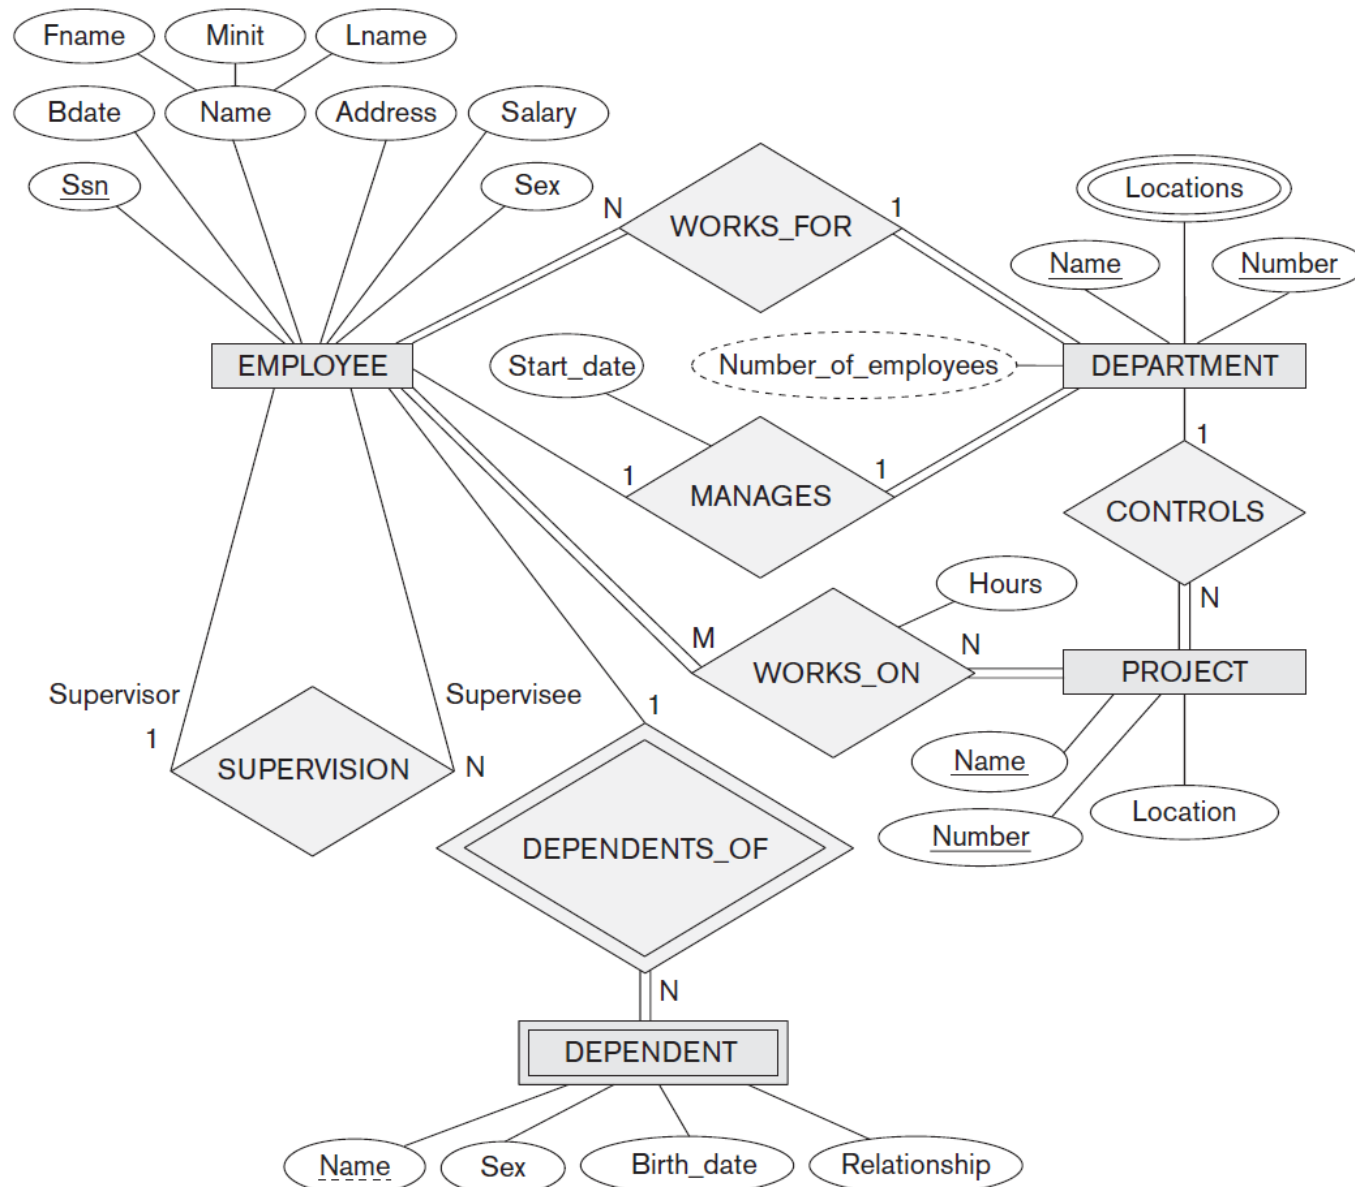 Fname
Minit
Lname
Bdate
Name
Address
Salary
Ssn
Sex
N
WORKS_FOR
1
Locations
Name
Number
EMPLOYEE
Start_date
Number_of_employees
DEPARTMENT
1
MANAGES
1
1
CONTROLS
N
Hours
M
WORKS_ON
N
PROJECT
Supervisor
Supervisee
1
SUPERVISION
N
1
Name
Number
Location
DEPENDENTS_OF
N
DEPENDENT
Name
Sex
Birth_date
Relationship